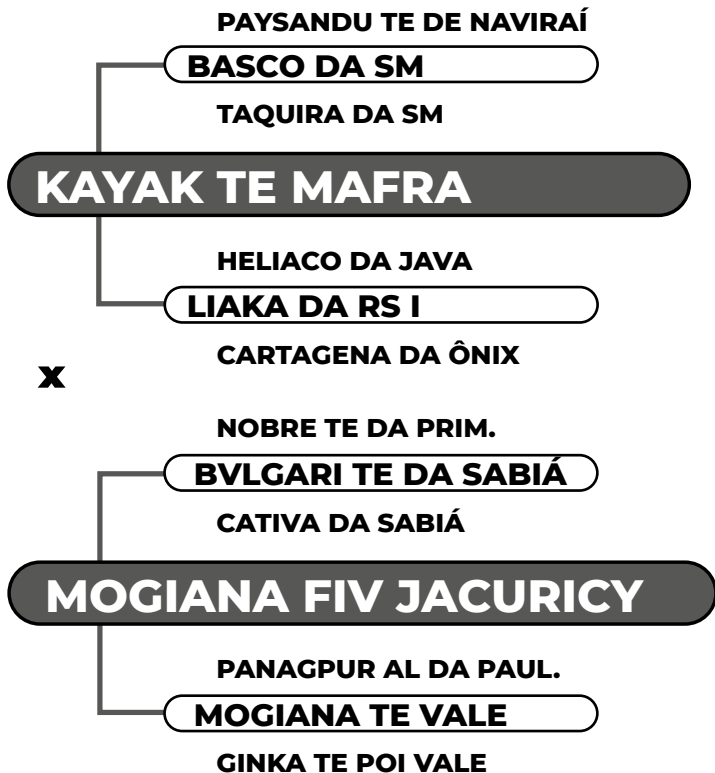 PAYSANDU TE DE NAVIRAÍ
BASCO DA SM
TAQUIRA DA SM
KAYAK TE MAFRA
HELIACO DA JAVA
LIAKA DA RS I
CARTAGENA DA ÔNIX
X
NOBRE TE DA PRIM.
BVLGARI TE DA SABIÁ
CATIVA DA SABIÁ
MOGIANA FIV JACURICY
PANAGPUR AL DA PAUL.
MOGIANA TE VALE
GINKA TE POI VALE